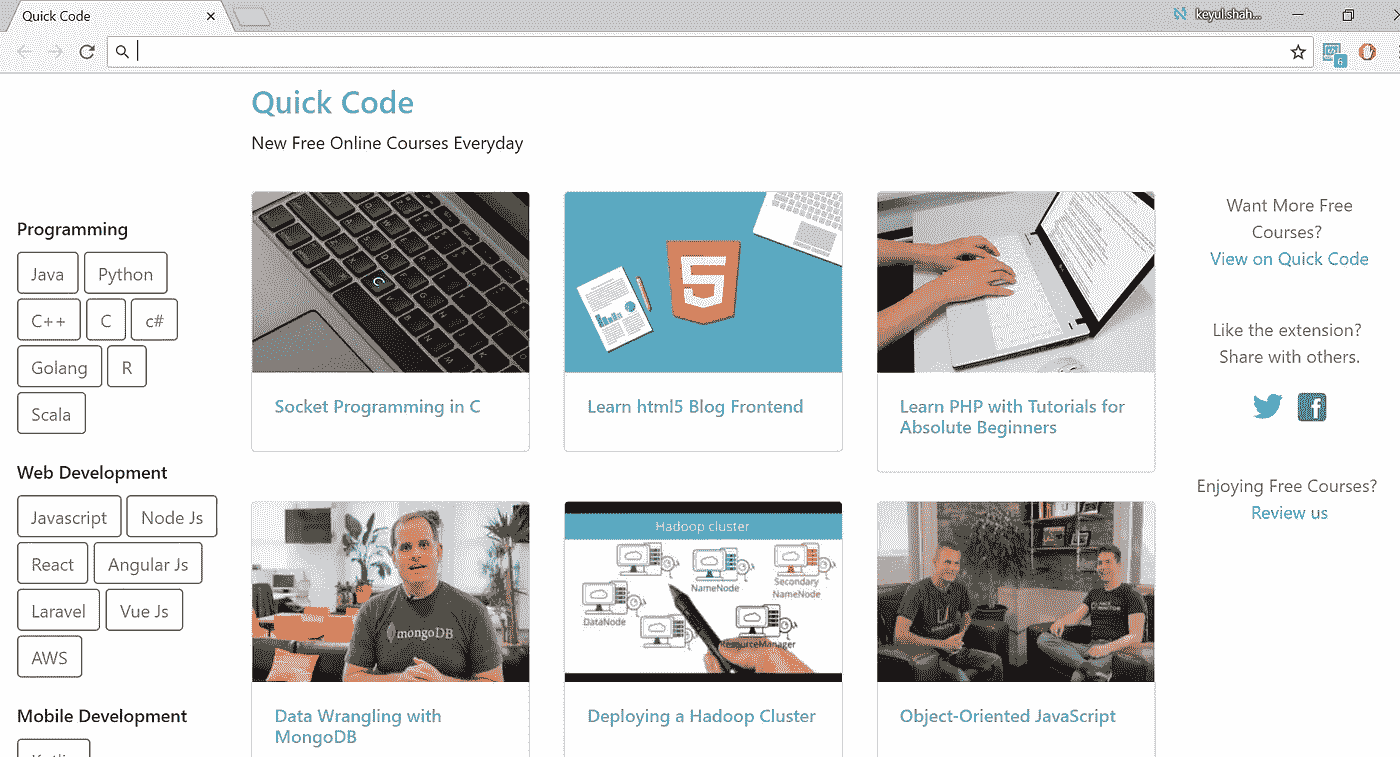 Quick Code
keyul.shah...
6
Quick Code
New Free Online Courses Everyday
Programming
Java Python
C++ C c#
Golang R
Scala
Web Development
Javascript Node Js
React Angular Js
Laravel Vue Js
AWS
Mobile Development
Socket Programming in C
5
Learn html5 Blog Frontend
Learn PHP with Tutorials for
Absolute Beginners
mongoDB
Data Wrangling with
MongoDB
Hadoop cluster
NameNode
Secondary
NameNode
DataNode
ResourceManager
Deploying a Hadoop Cluster
Object-Oriented JavaScript
Want More Free
Courses?
View on Quick Code
Like the extension?
Share with others.
f
Enjoying Free Courses?
Review us